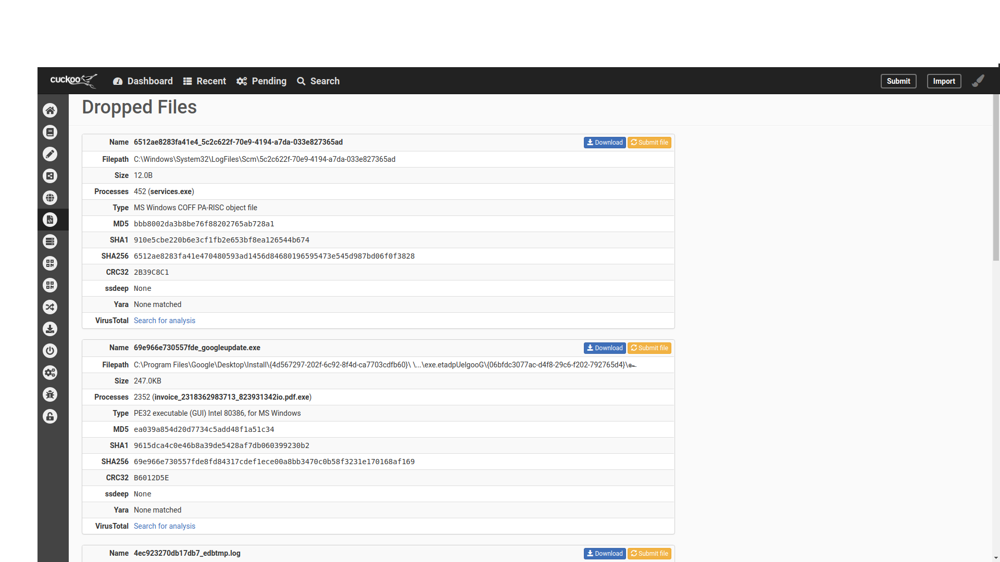 cuckoo Dashboard Recent Pending Search Submit Import
Dropped Files
Name 6512ae8283fa41e4_5c2c622f-70e9-4194-a7da-033e827365ad Download Submit file
Filepath C:\Windows\System32\LogFiles\Scm\5c2c622f-70e9-4194-a7da-033e827365ad
Size 12.0B
Processes 452 (services.exe)
Type MS Windows COFF PA-RISC object file
MD5 bbb8002da3b8be76f88202765ab728a1
SHA1 910e5cbe220b6e3cf1fb2e653bf8ea126544b674
SHA256 6512ae8283fa41e470480593ad1456d84680196595473e545d987bd06f0f3828
CRC32 2B39C8C1
ssdeep None
Yara None matched
VirusTotal Search for analysis
Name 69e966e730557fde_googleupdate.exe Download Submit file
Filepath C:\Program Files\Google\Desktop\Install\{4d567297-202f-6c92-8f4d-ca7703cdfb60}\ \...\exe.etadpUelgooG\{06bfdc3077ac-d4f8-29c6-f202-792765d4}\
Size 247.0KB
Processes 2352 (invoice_2318362983713_823931342io.pdf.exe)
Type PE32 executable (GUI) Intel 80386, for MS Windows
MD5 ea039a854d20d7734c5add48f1a51c34
SHA1 9615dca4c0e46b8a39de5428af7db060399230b2
SHA256 69e966e730557fde8fd84317cdef1ece00a8bb3470c0b58f3231e170168af169
CRC32 B6012D5E
ssdeep None
Yara None matched
VirusTotal Search for analysis
Name 4ec923270db17db7_edbtmp.log Download Submit file